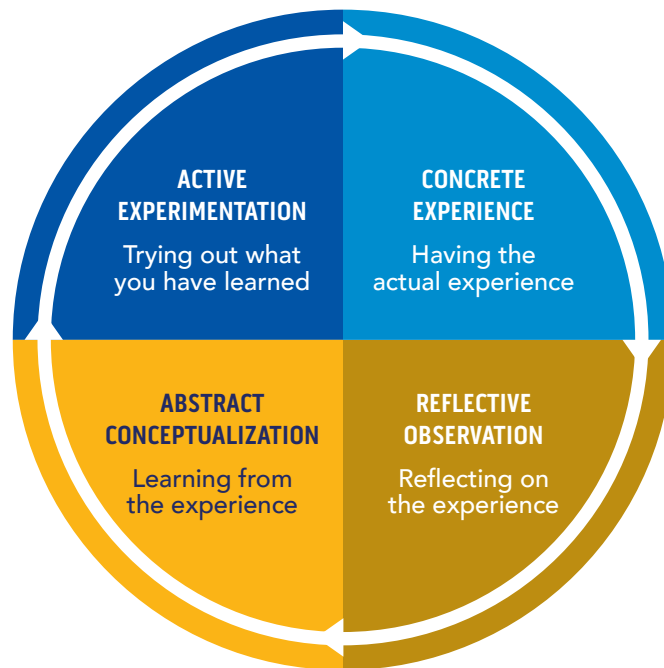 ACTIVE
EXPERIMENTATION
Trying out what
you have learned
CONCRETE
EXPERIENCE
Having the
actual experience
ABSTRACT
CONCEPTUALIZATION
Learning from
the experience
REFLECTIVE
OBSERVATION
Reflecting on
the experience